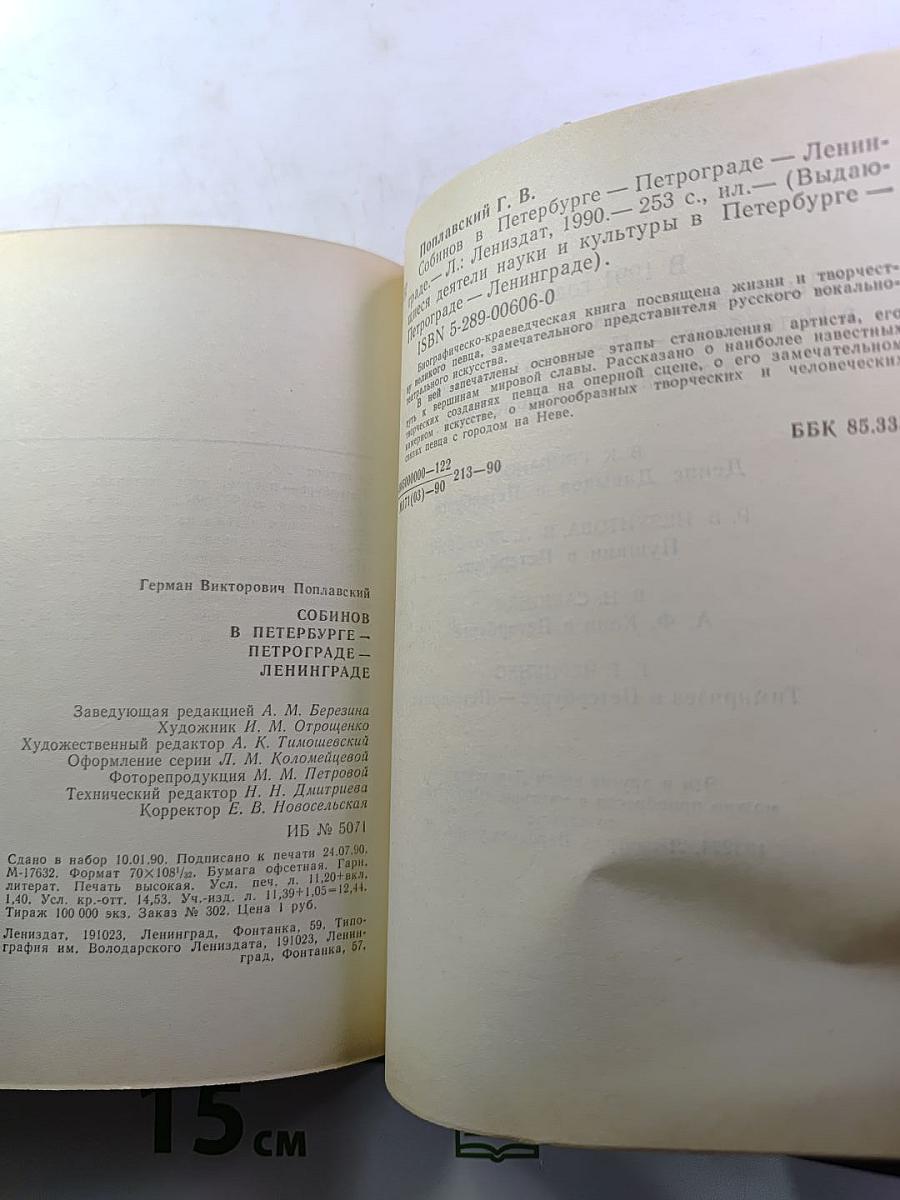 Герман Викторович Поплавский
СОБИНОВ
В ПЕТЕРБУРГЕ —
ПЕТРОГРАДЕ —
ЛЕНИНГРАДЕ
Заведующая редакцией А. М. Березина
Художник И. М. Отрощенко
Художественный редактор А. К. Тимошевский
Оформление серии Л. М. Коломейцевой
Фоторепродукция М. М. Петровой
Технический редактор Н. Н. Дмитриева
Корректор Е. В. Новосельская
ИБ № 5071
Сдано в набор 10.01.90. Подписано к печати 24.07.90.
М-17632. Формат 70×108¹/₃₂. Бумага офсетная. Гарн.
литерат. Печать высокая. Усл. печ. л. 11,20+вкл.
1,40. Усл. кр.-отт. 14,53. Уч.-изд. л. 11,39+1,05=12,44.
Тираж 100 000 экз. Заказ № 302. Цена 1 руб.
Лениздат, 191023, Ленинград, Фонтанка, 59. Типо-
графия им. Володарского Лениздата, 191023, Ленин-
град, Фонтанка, 57.
Поплавский Г. В.
Собинов в Петербурге — Петрограде — Ленин-
граде.— Л.: Лениздат, 1990.— 253 с., ил.— (Выдаю-
щиеся деятели науки и культуры в Петербурге —
Петрограде — Ленинграде).
ISBN 5-289-00606-0
Биографическо-краеведческая книга посвящена жизни и творчест-
ву великого певца, замечательного представителя русского вокально-
театрального искусства.
В ней запечатлены основные этапы становления артиста, его
путь к вершинам мировой славы. Рассказано о наиболее известных
творческих созданиях певца на оперной сцене, о его замечательном
камерном искусстве, о многообразных творческих и человеческих
связях певца с городом на Неве.
00000—122
М171(03)—90 213—90
ББК 85.33
15 см